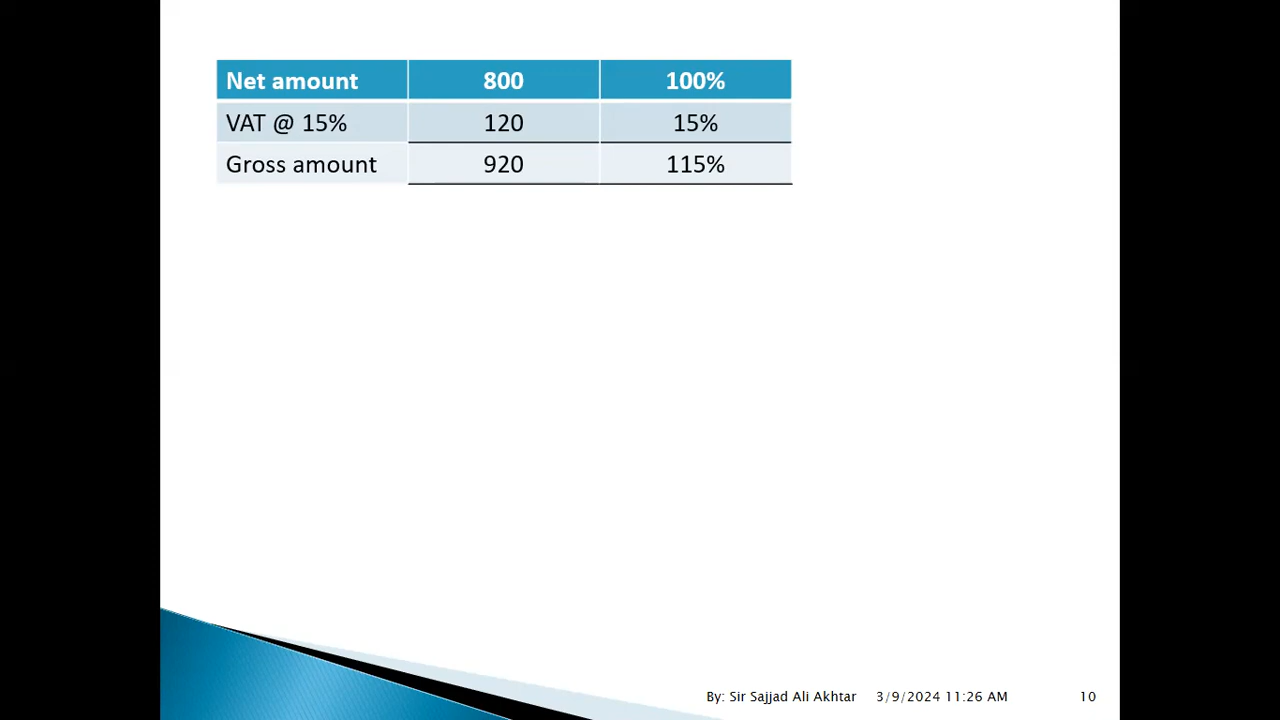 Net amount 800 100%
VAT @ 15% 120 15%
Gross amount 920 115%
By: Sir Sajjad Ali Akhtar 3/9/2024 11:26 AM 10